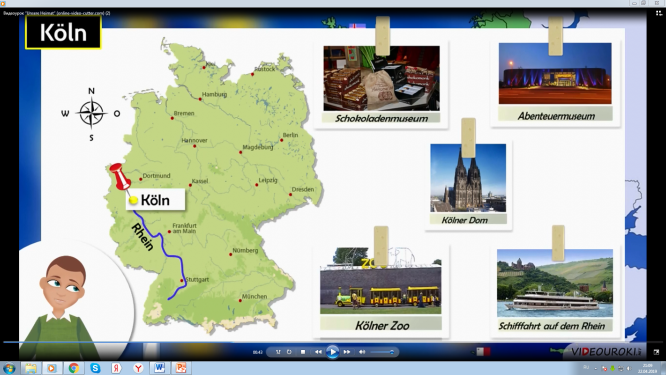 Видеоурок "Unsere Heimat" (online-video-cutter.com) (2)
Köln
N
W O
S
Rostock
Hamburg
Bremen
Berlin
Hannover
Magdeburg
Dortmund
Kassel
Leipzig
Dresden
Köln
Rhein
Frankfurt
am Main
Nürnberg
Stuttgart
München
Schokoladenmuseum
Abenteuermuseum
Kölner Dom
Kölner Zoo
Schifffahrt auf dem Rhein
ZOO
00:43
VIDEOUROKI
RU